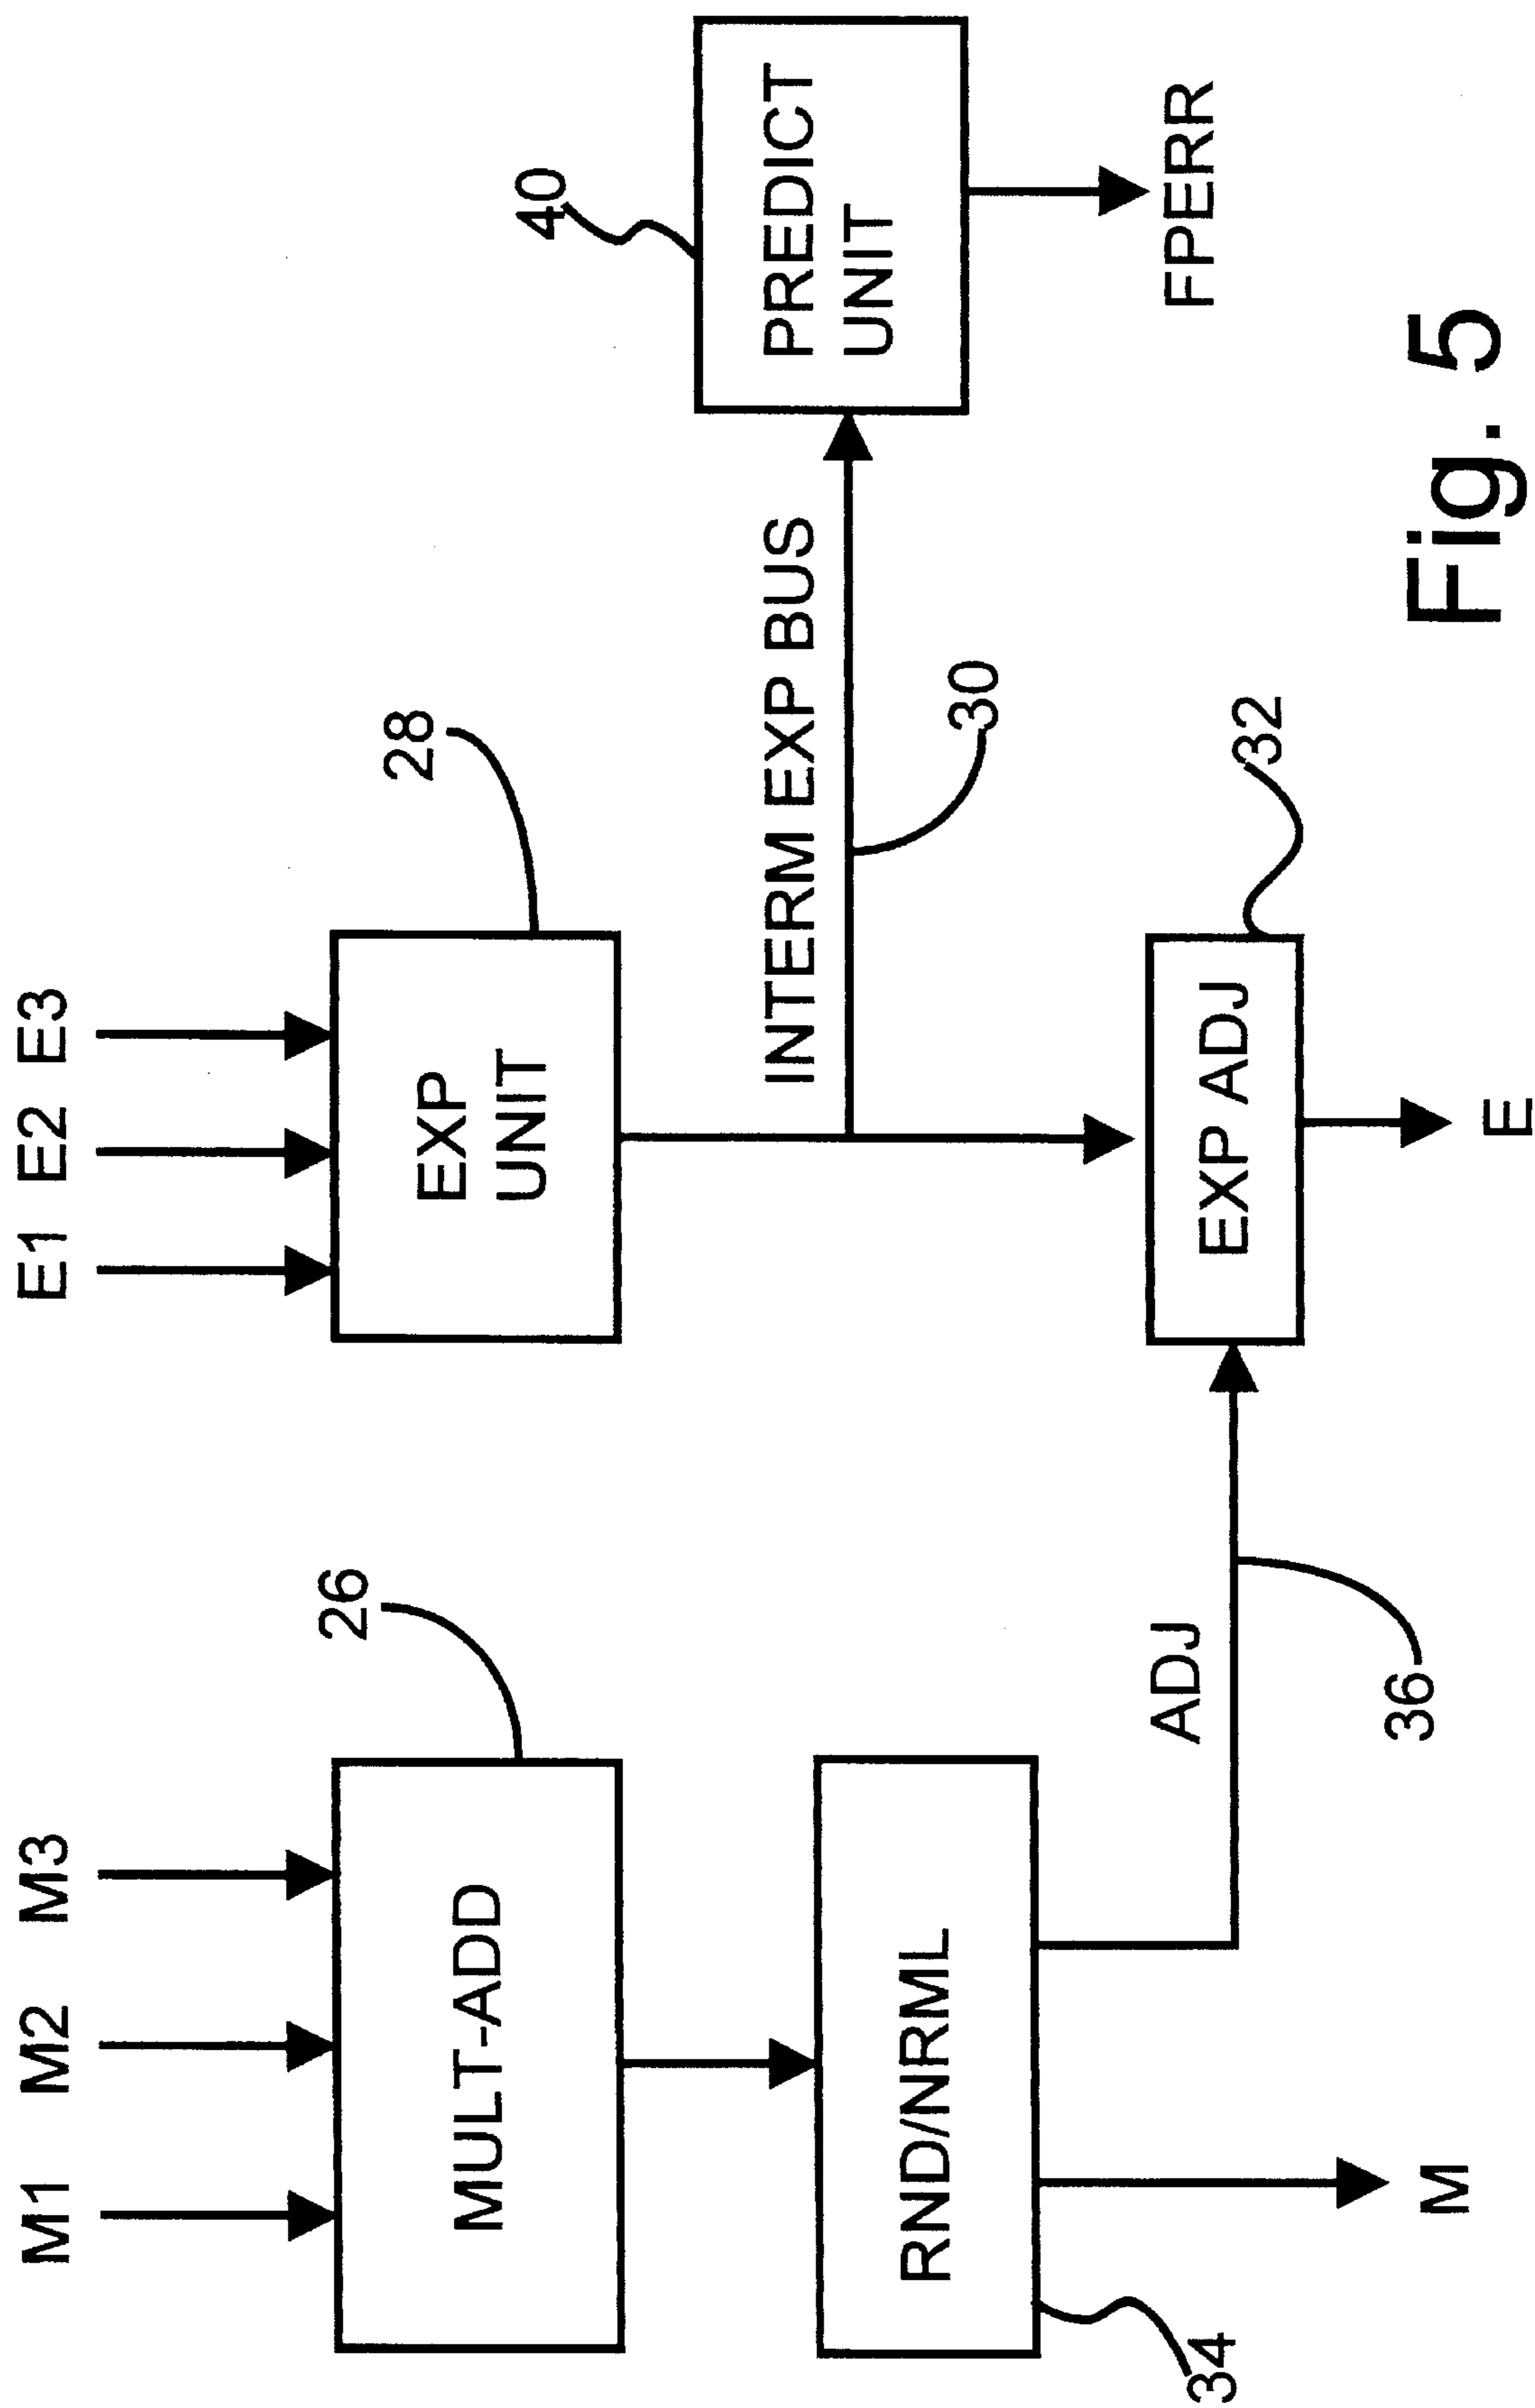 M1 M2 M3
E1 E2 E3
26
28
MULT-ADD
EXP
UNIT
40
INTERM EXP BUS
PREDICT
UNIT
30
RND/NRML
34
ADJ
36
EXP ADJ
32
FPERR
M
E
Fig. 5